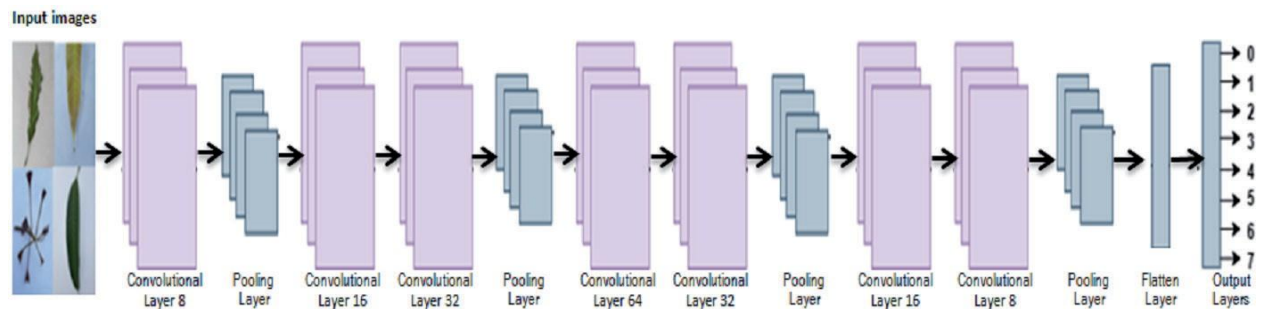 Input images
0
1
2
3
4
5
6
7
Convolutional Layer 8
Pooling Layer
Convolutional Layer 16
Convolutional Layer 32
Pooling Layer
Convolutional Layer 64
Convolutional Layer 32
Pooling Layer
Convolutional Layer 16
Convolutional Layer 8
Pooling Layer
Flatten Layer
Output Layers